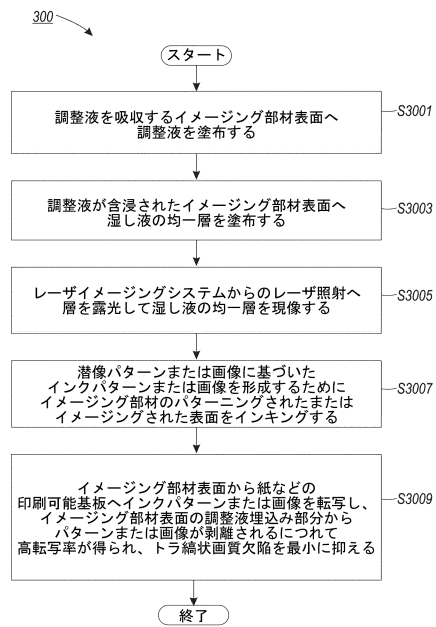 300
スタート
調整液を吸収するイメージング部材表面へ
調整液を塗布する
S3001
調整液が含浸されたイメージング部材表面へ
湿し液の均一層を塗布する
S3003
レーザイメージングシステムからのレーザ照射へ
層を露光して湿し液の均一層を現像する
S3005
潜像パターンまたは画像に基づいた
インクパターンまたは画像を形成するために
イメージング部材のパターニングされたまたは
イメージングされた表面をインキングする
S3007
イメージング部材表面から紙などの
印刷可能基板へインクパターンまたは画像を転写し、
イメージング部材表面の調整液埋込み部分から
パターンまたは画像が剥離されるにつれて
高転写率が得られ、トラ縞状画質欠陥を最小に抑える
S3009
終了